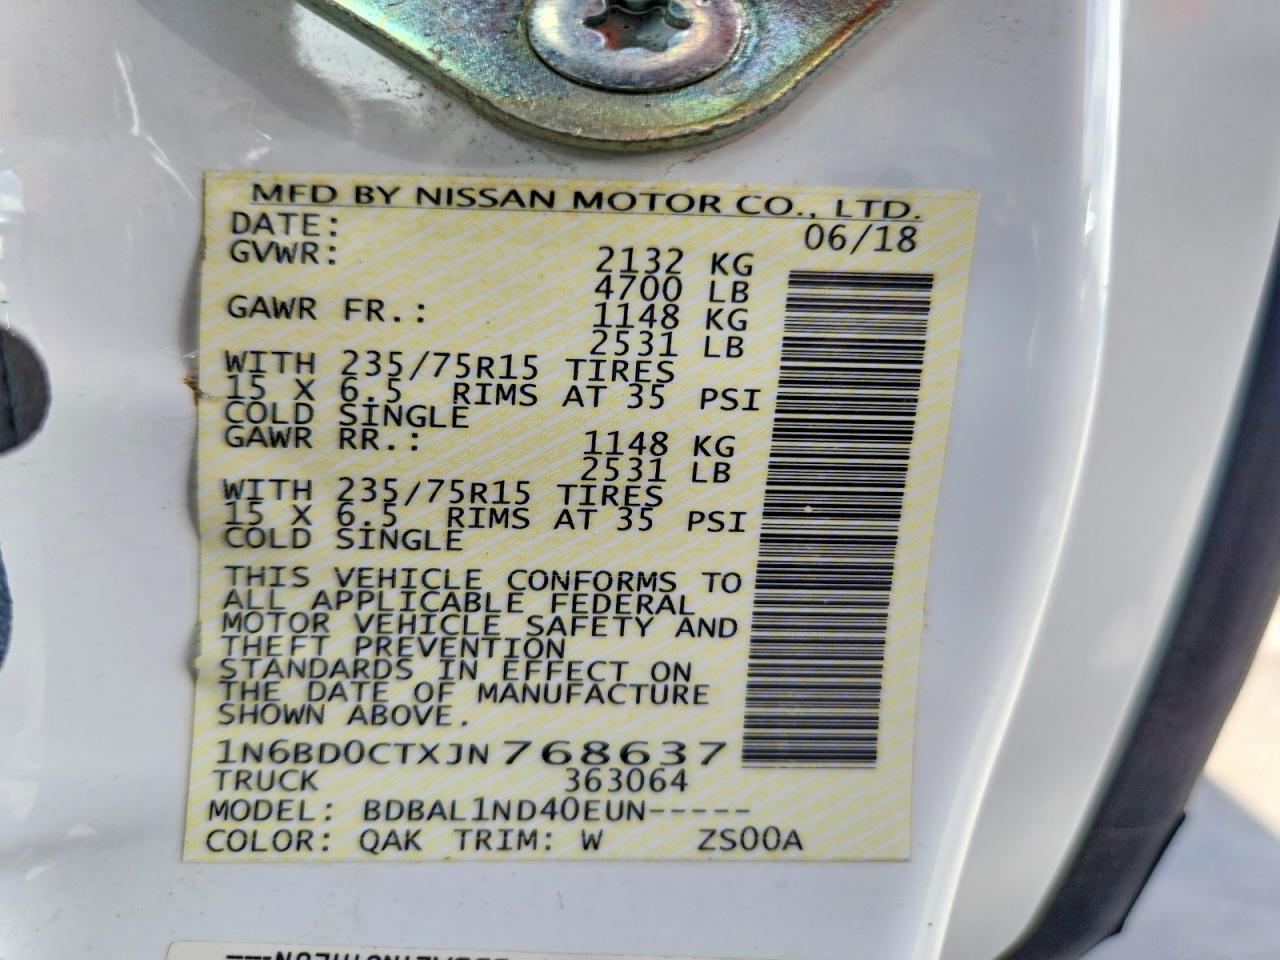 MFD BY NISSAN MOTOR CO., LTD.
DATE: 06/18
GVWR: 2132 KG
4700 LB
GAWR FR.: 1148 KG
2531 LB
WITH 235/75R15 TIRES
15 X 6.5 RIMS AT 35 PSI
COLD SINGLE
GAWR RR.: 1148 KG
2531 LB
WITH 235/75R15 TIRES
15 X 6.5 RIMS AT 35 PSI
COLD SINGLE
THIS VEHICLE CONFORMS TO
ALL APPLICABLE FEDERAL
MOTOR VEHICLE SAFETY AND
THEFT PREVENTION
STANDARDS IN EFFECT ON
THE DATE OF MANUFACTURE
SHOWN ABOVE.
1N6BD0CTXJN768637
TRUCK 363064
MODEL: BDBAL1ND40EUN-----
COLOR: QAK TRIM: W ZS00A